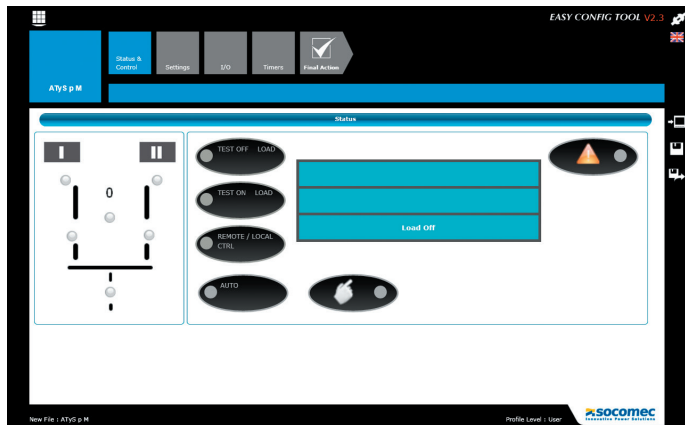 EASY CONFIG TOOL V2.3
Status &
Control
Settings
I/O
Timers
Final Action
ATyS p M
Status
I
II
0
I
I
TEST OFF LOAD
TEST ON LOAD
REMOTE / LOCAL
CTRL
AUTO
Load Off
New File : ATyS p M
Profile Level : User
socomec
Innovative Power Solutions